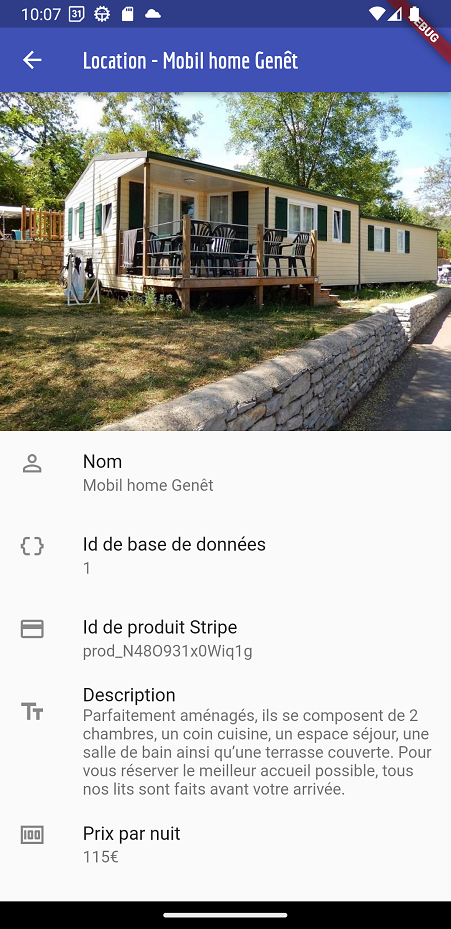 10:07 31
DEBUG
Location - Mobil home Genêt
Nom
Mobil home Genêt
Id de base de données
1
Id de produit Stripe
prod_N48O931x0Wiq1g
Description
Parfaitement aménagés, ils se composent de 2
chambres, un coin cuisine, un espace séjour, une
salle de bain ainsi qu’une terrasse couverte. Pour
vous réserver le meilleur accueil possible, tous
nos lits sont faits avant votre arrivée.
100
Prix par nuit
115€